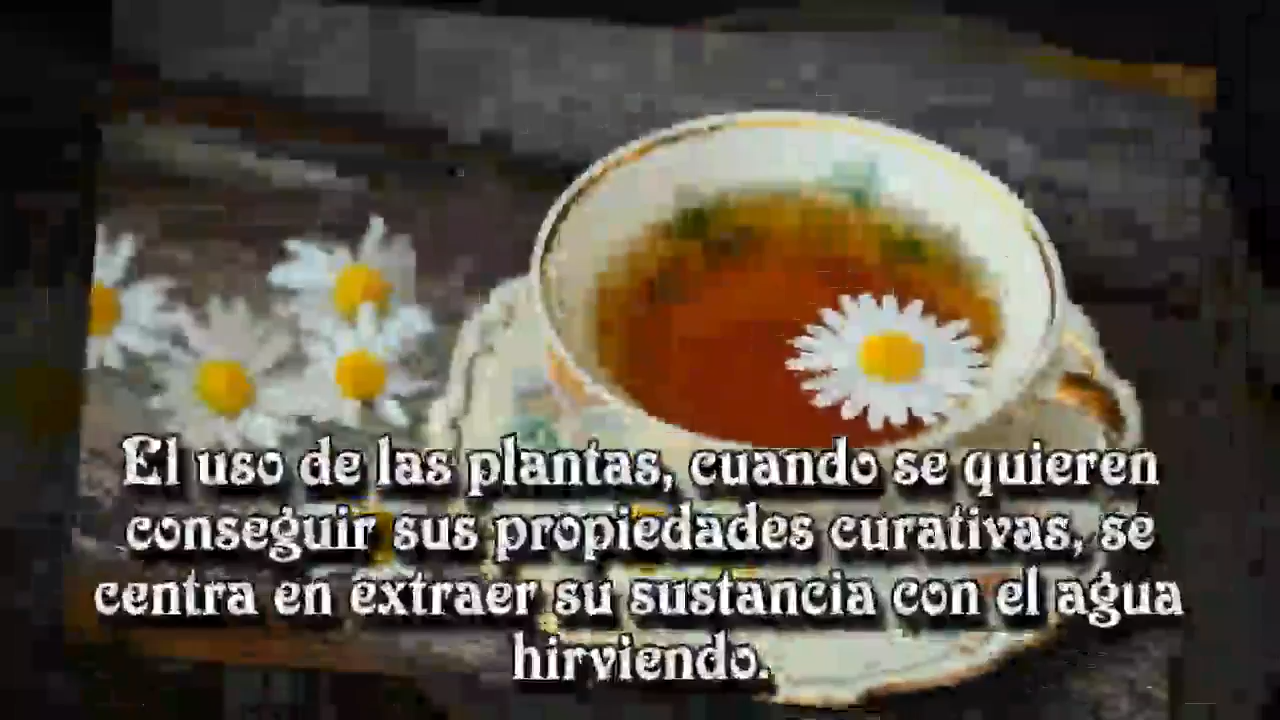 El uso de las plantas, cuando se quieren
conseguir sus propiedades curativas, se
centra en extraer su sustancia con el agua
hirviendo.